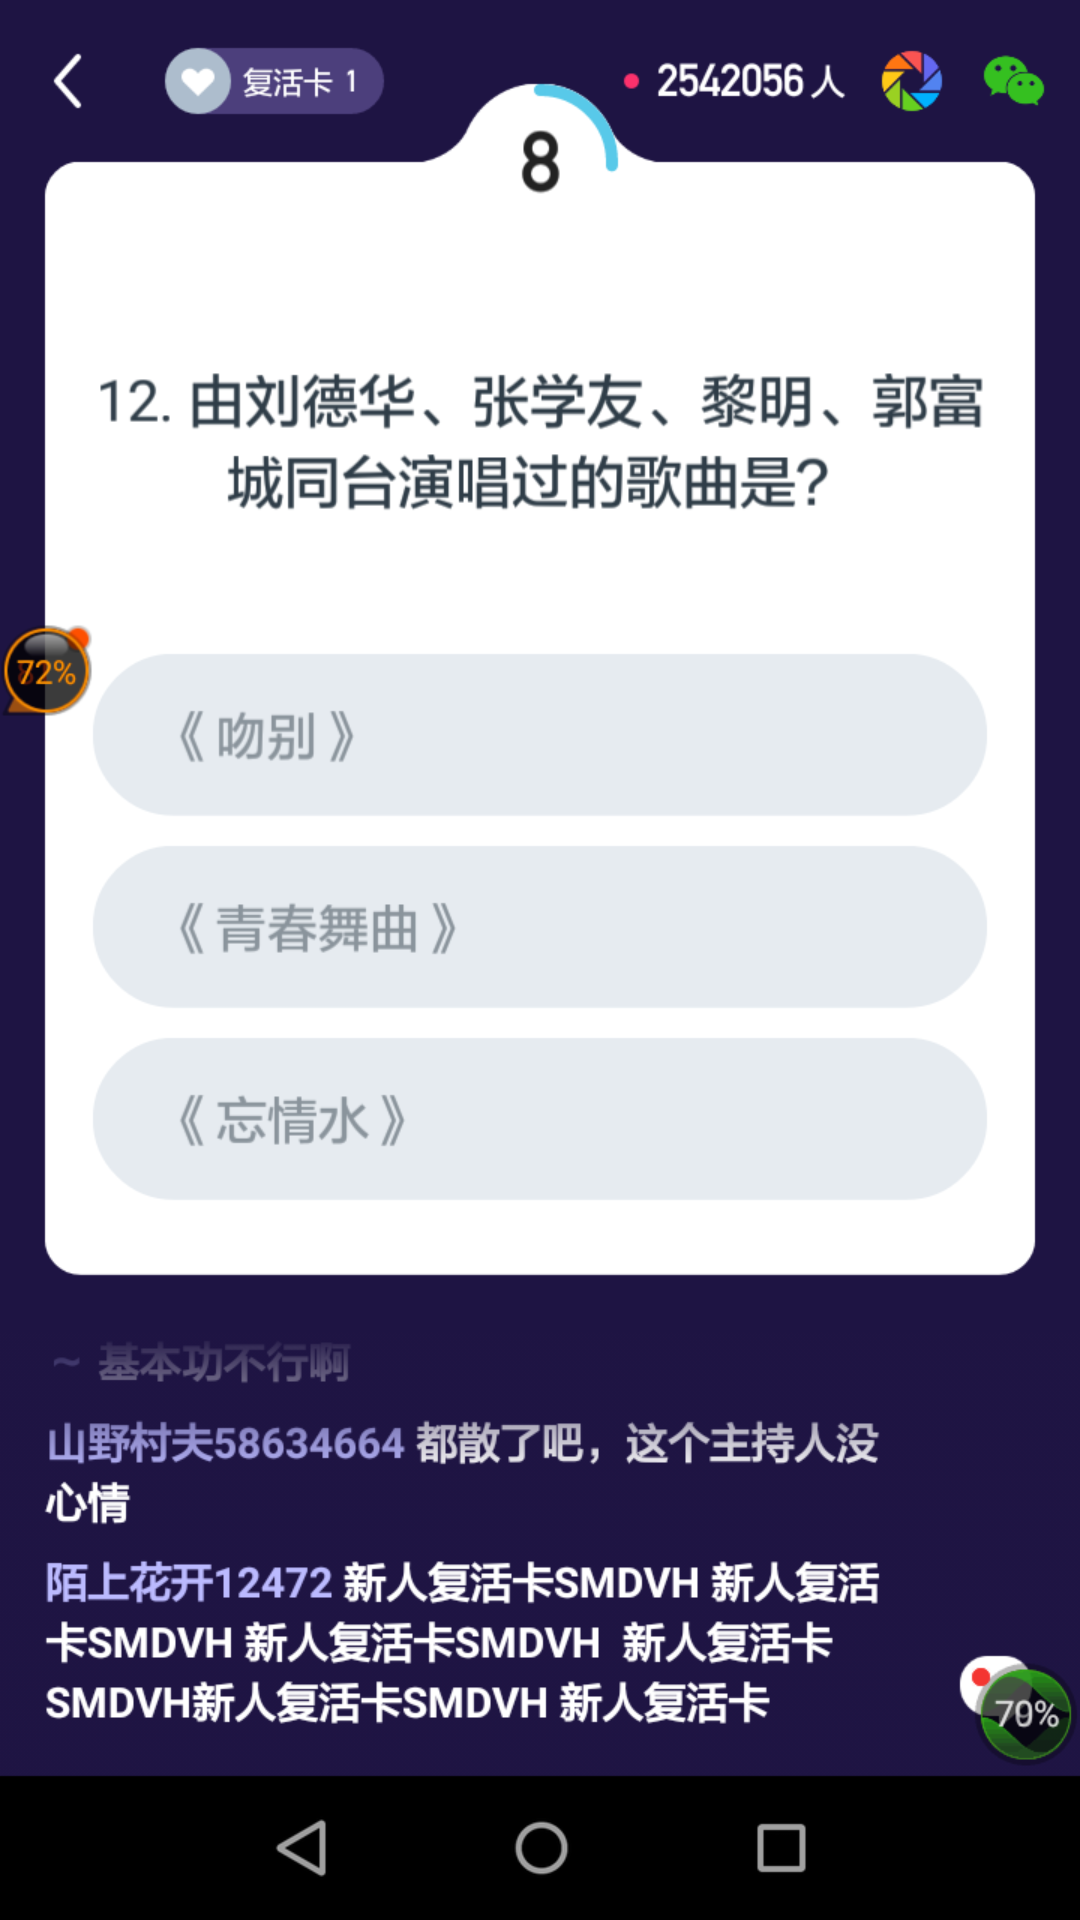 复活卡 1
2542056 人
8
12. 由刘德华、张学友、黎明、郭富
城同台演唱过的歌曲是?
72%
《 吻别 》
《 青春舞曲 》
《 忘情水 》
~ 基本功不行啊
山野村夫58634664 都散了吧，这个主持人没
心情
陌上花开12472 新人复活卡SMDVH 新人复活
卡SMDVH 新人复活卡SMDVH  新人复活卡
SMDVH新人复活卡SMDVH 新人复活卡
70%